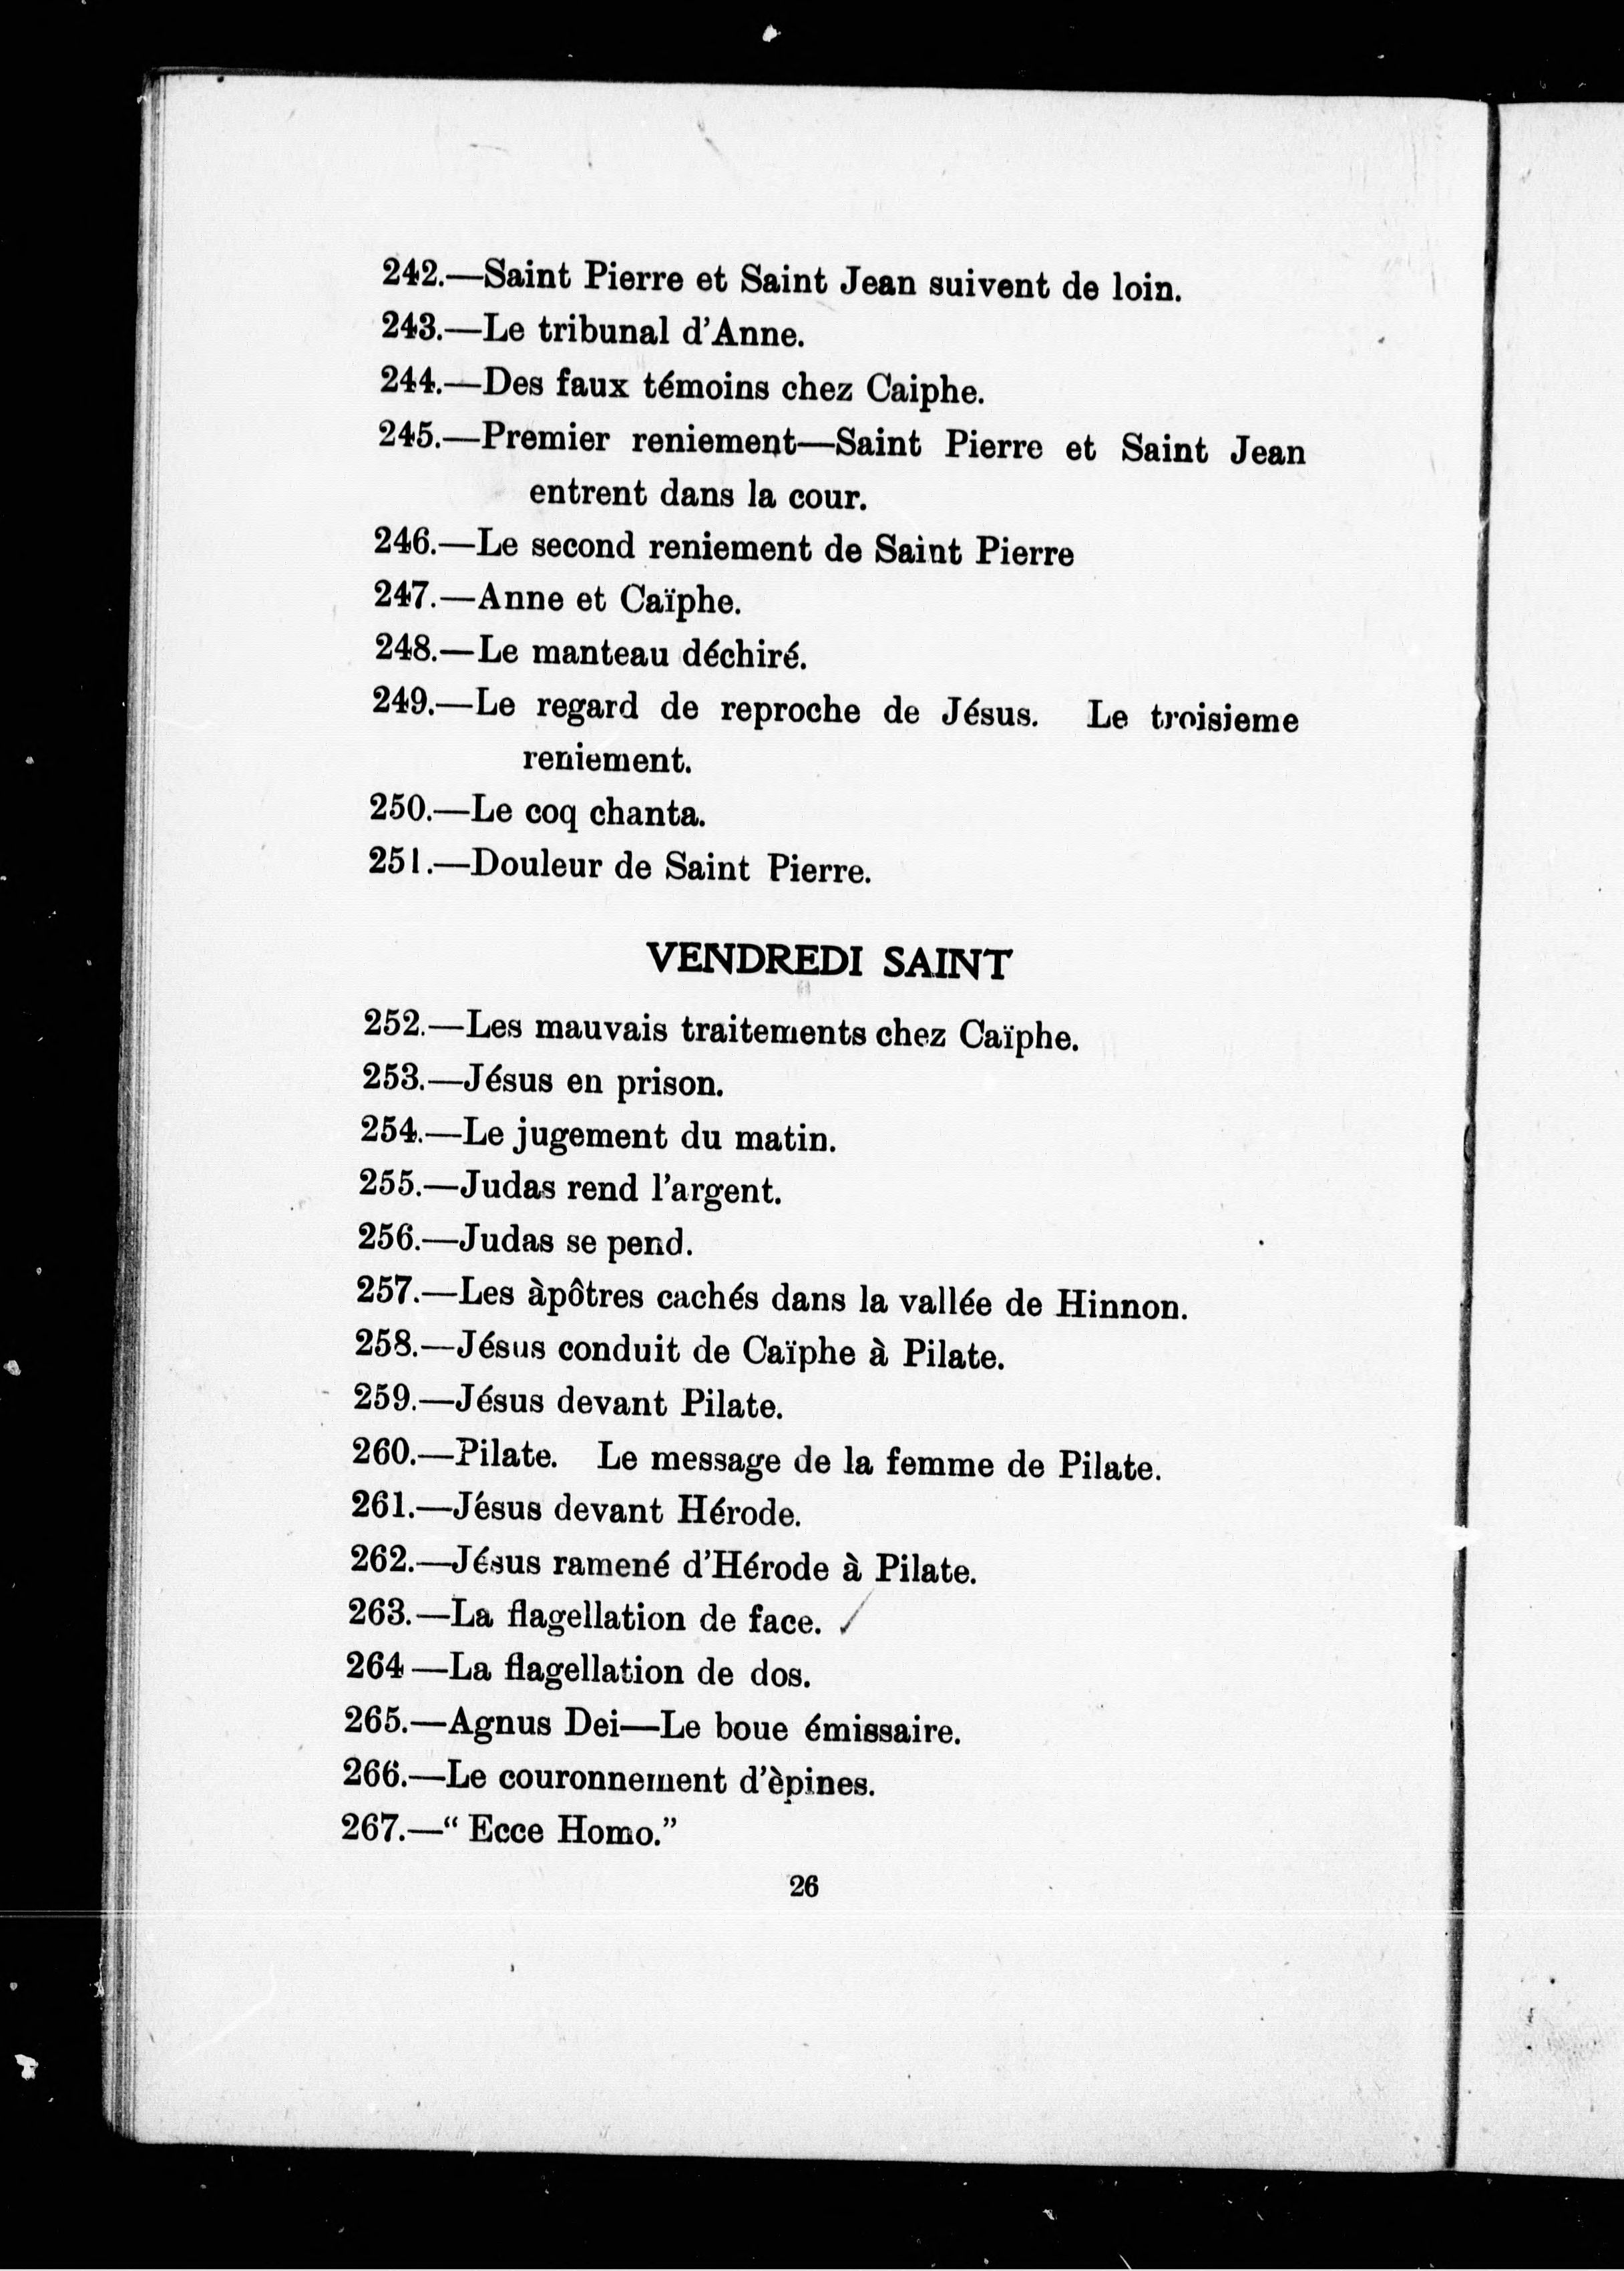 242.—Saint Pierre et Saint Jean suivent de loin.
243.—Le tribunal d'Anne.
244.—Des faux témoins chez Caiphe.
245.—Premier reniement—Saint Pierre et Saint Jean
entrent dans la cour.
246.—Le second reniement de Saint Pierre
247.—Anne et Caïphe.
248.—Le manteau déchiré.
249.—Le regard de reproche de Jésus. Le troisieme
reniement.
250.—Le coq chanta.
251.—Douleur de Saint Pierre.
VENDREDI SAINT
252.—Les mauvais traitements chez Caïphe.
253.—Jésus en prison.
254.—Le jugement du matin.
255.—Judas rend l'argent.
256.—Judas se pend.
257.—Les àpôtres cachés dans la vallée de Hinnon.
258.—Jésus conduit de Caïphe à Pilate.
259.—Jésus devant Pilate.
260.—Pilate. Le message de la femme de Pilate.
261.—Jésus devant Hérode.
262.—Jésus ramené d'Hérode à Pilate.
263.—La flagellation de face. ✓
264 —La flagellation de dos.
265.—Agnus Dei—Le boue émissaire.
266.—Le couronnement d'èpines.
267.—“ Ecce Homo.”
26